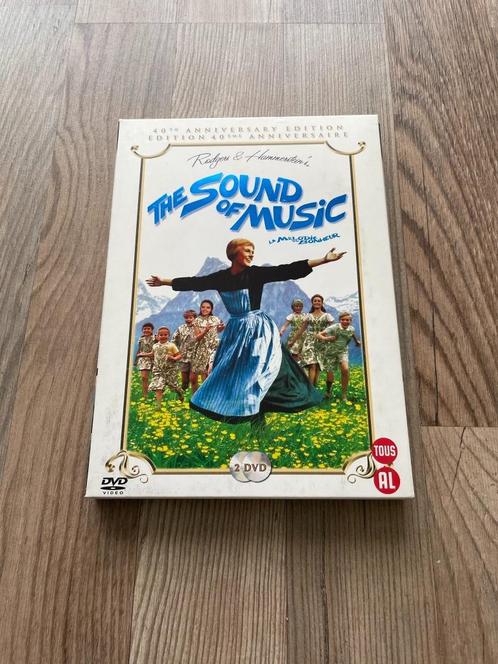 40TH ANNIVERSARY EDITION
EDITION 40ÈME ANNIVERSAIRE
Rodgers & Hammerstein's
THE SOUND
OF MUSIC
LA MÉLODIE
DU BONHEUR
2 DVD
TOUS
AL
DVD
VIDEO